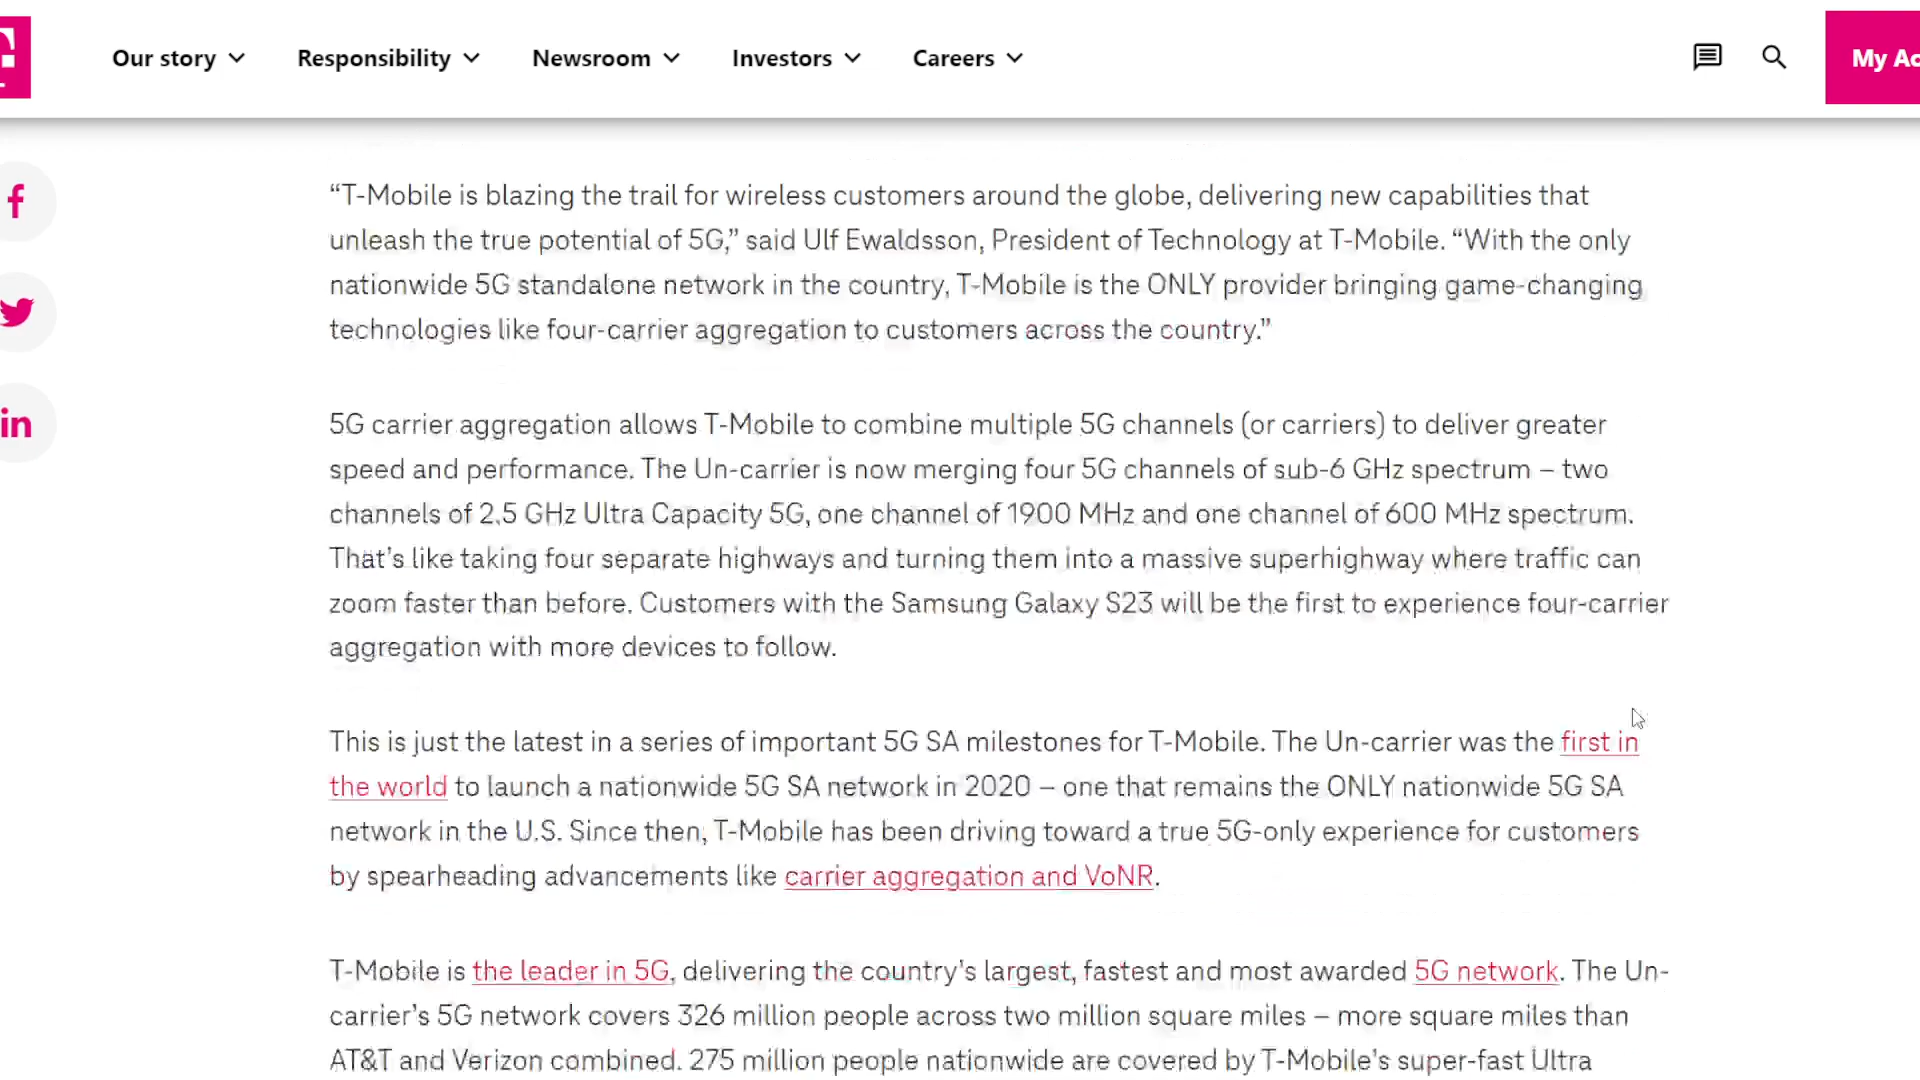 Our story Responsibility Newsroom Investors Careers
“T-Mobile is blazing the trail for wireless customers around the globe, delivering new capabilities that
unleash the true potential of 5G,” said Ulf Ewaldsson, President of Technology at T-Mobile. “With the only
nationwide 5G standalone network in the country, T-Mobile is the ONLY provider bringing game-changing
technologies like four-carrier aggregation to customers across the country.”
5G carrier aggregation allows T-Mobile to combine multiple 5G channels (or carriers) to deliver greater
speed and performance. The Un-carrier is now merging four 5G channels of sub-6 GHz spectrum – two
channels of 2.5 GHz Ultra Capacity 5G, one channel of 1900 MHz and one channel of 600 MHz spectrum.
That’s like taking four separate highways and turning them into a massive superhighway where traffic can
zoom faster than before. Customers with the Samsung Galaxy S23 will be the first to experience four-carrier
aggregation with more devices to follow.
This is just the latest in a series of important 5G SA milestones for T-Mobile. The Un-carrier was the first in
the world to launch a nationwide 5G SA network in 2020 – one that remains the ONLY nationwide 5G SA
network in the U.S. Since then, T-Mobile has been driving toward a true 5G-only experience for customers
by spearheading advancements like carrier aggregation and VoNR.
T-Mobile is the leader in 5G, delivering the country’s largest, fastest and most awarded 5G network. The Un-
carrier’s 5G network covers 326 million people across two million square miles – more square miles than
AT&T and Verizon combined. 275 million people nationwide are covered by T-Mobile’s super-fast Ultra
My
f
in